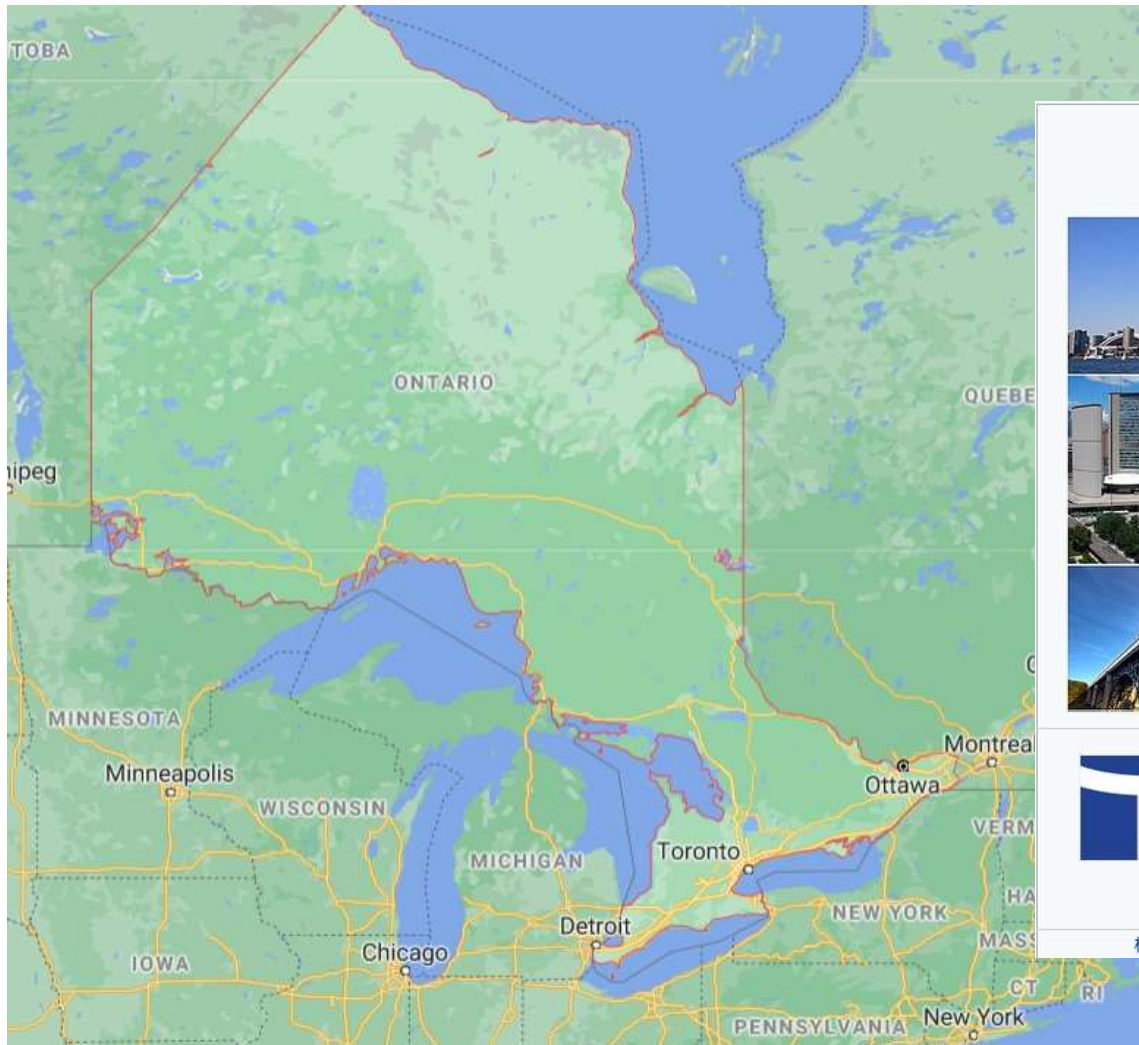 TOBA
ONTARIO
QUEBE
nipeg
MINNESOTA
Montreal
Minneapolis
Ottawa
WISCONSIN
VERM
Toronto
MICHIGAN
HA
NEW YORK
Detroit
MASS
Chicago
IOWA
CT
RI
New York
PENNSYLVANIA